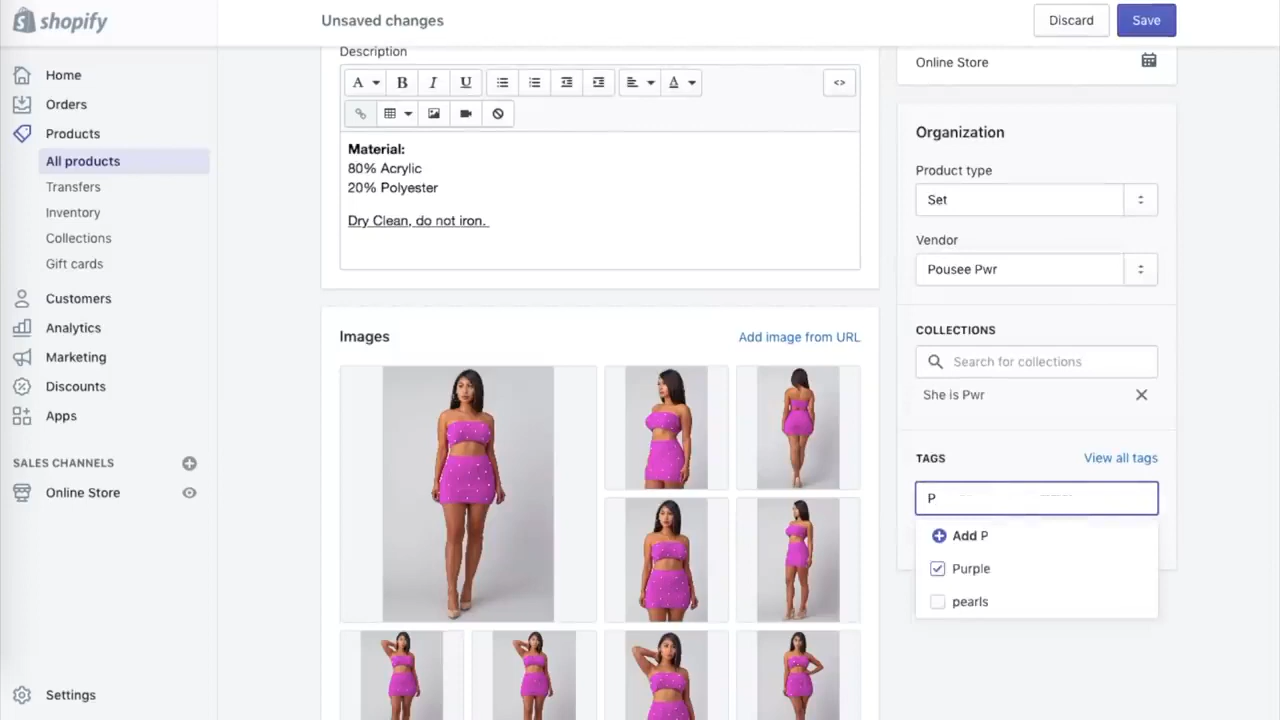 shopify
Unsaved changes
Discard
Save
Home
Orders
Products
All products
Transfers
Inventory
Collections
Gift cards
Customers
Analytics
Marketing
Discounts
Apps
SALES CHANNELS
Online Store
Settings
Description
A
B
I
U
A
<>
Material:
80% Acrylic
20% Polyester
Dry Clean, do not iron.
Images
Add image from URL
Online Store
Organization
Product type
Set
Vendor
Pousee Pwr
COLLECTIONS
Search for collections
She is Pwr
TAGS
View all tags
P
Add P
Purple
pearls